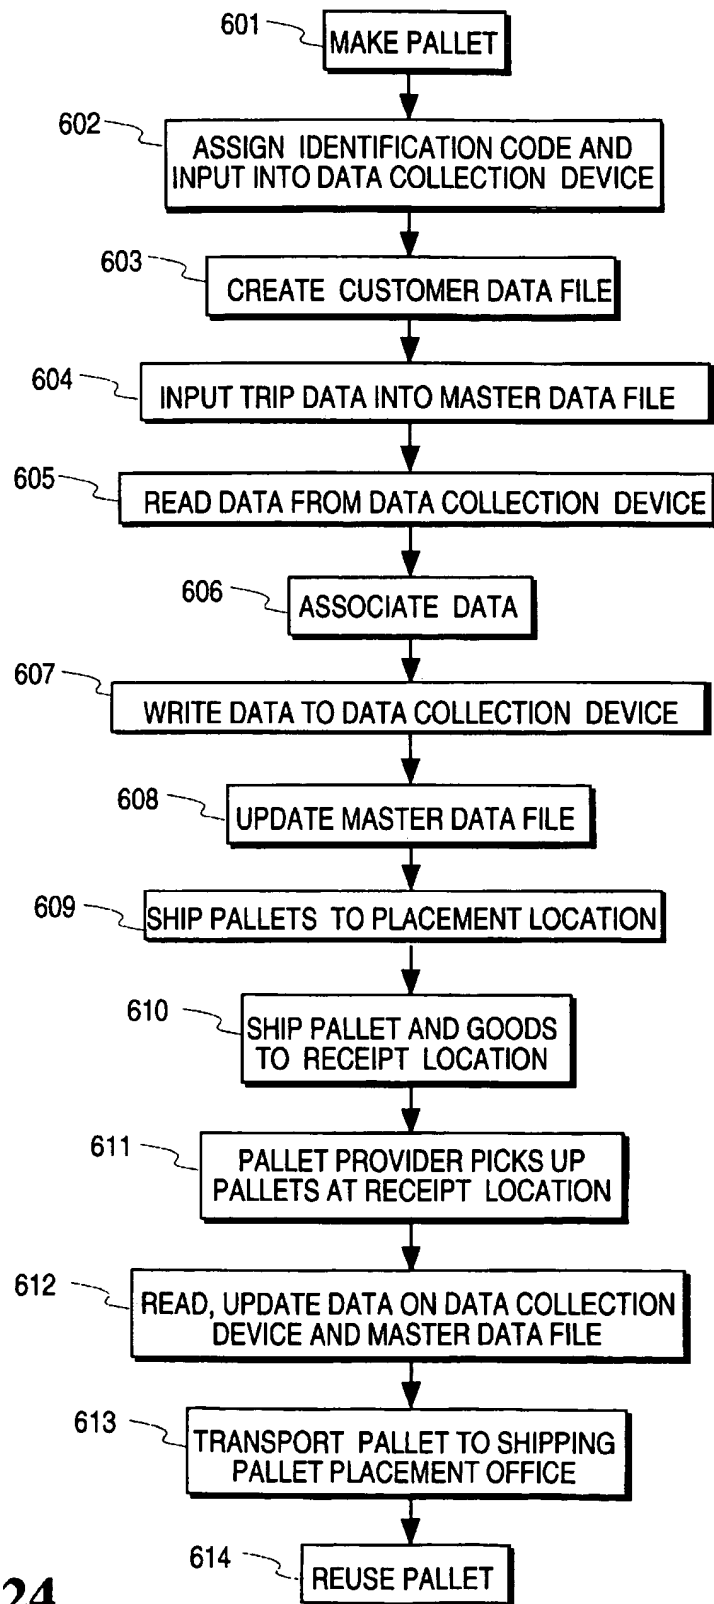 601
MAKE PALLET
602
ASSIGN IDENTIFICATION CODE AND
INPUT INTO DATA COLLECTION DEVICE
603
CREATE CUSTOMER DATA FILE
604
INPUT TRIP DATA INTO MASTER DATA FILE
605
READ DATA FROM DATA COLLECTION DEVICE
606
ASSOCIATE DATA
607
WRITE DATA TO DATA COLLECTION DEVICE
608
UPDATE MASTER DATA FILE
609
SHIP PALLETS TO PLACEMENT LOCATION
610
SHIP PALLET AND GOODS
TO RECEIPT LOCATION
611
PALLET PROVIDER PICKS UP
PALLETS AT RECEIPT LOCATION
612
READ, UPDATE DATA ON DATA COLLECTION
DEVICE AND MASTER DATA FILE
613
TRANSPORT PALLET TO SHIPPING
PALLET PLACEMENT OFFICE
614
REUSE PALLET
24